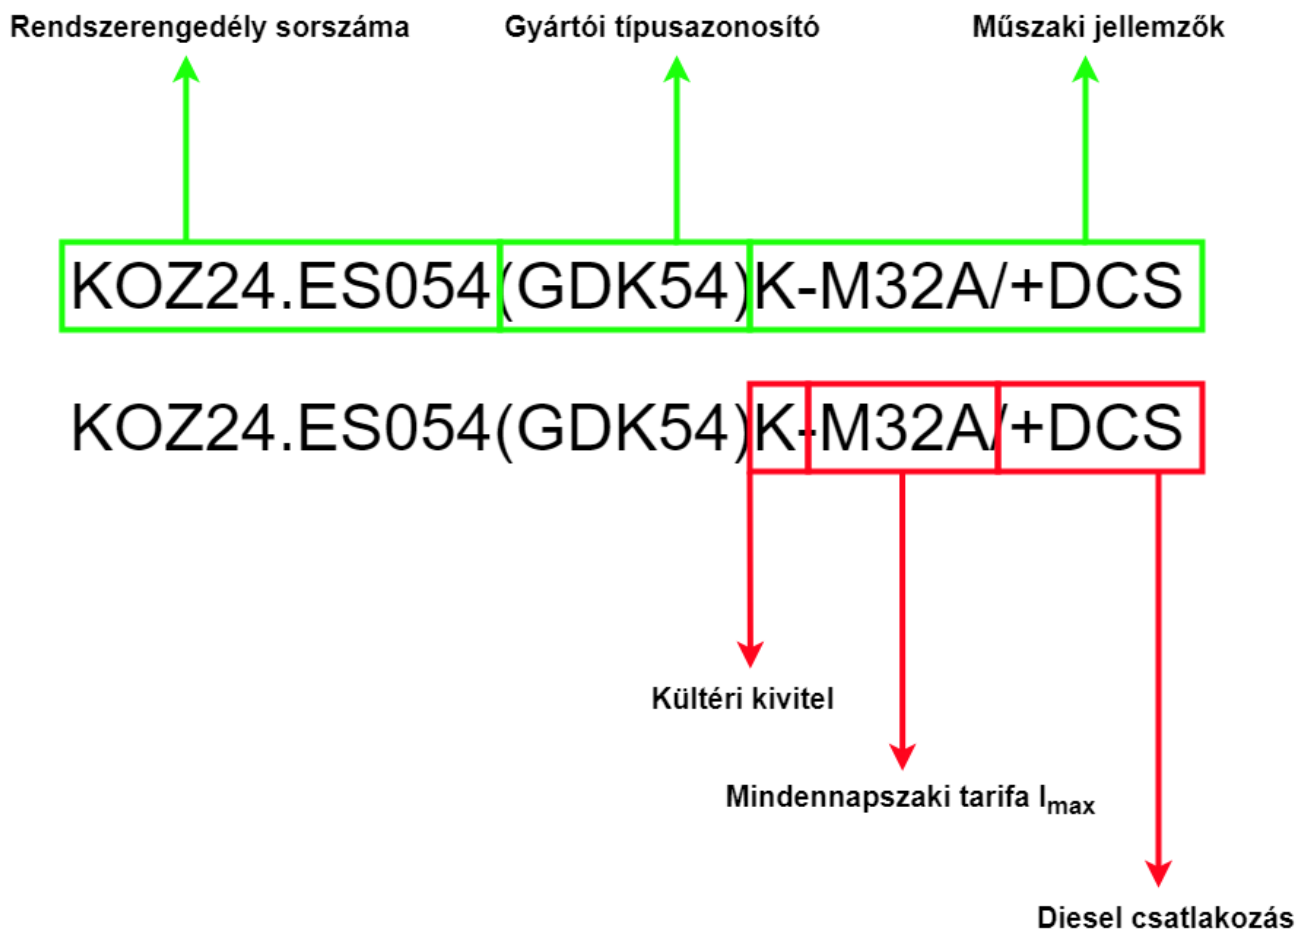 Rendszerengedély sorszáma Gyártói típusazonosító Műszaki jellemzők
KOZ24.ES054(GDK54)K-M32A/+DCS
KOZ24.ES054(GDK54)K-M32A/+DCS
Kültéri kivitel
Mindennapszaki tarifa Imax
Diesel csatlakozás